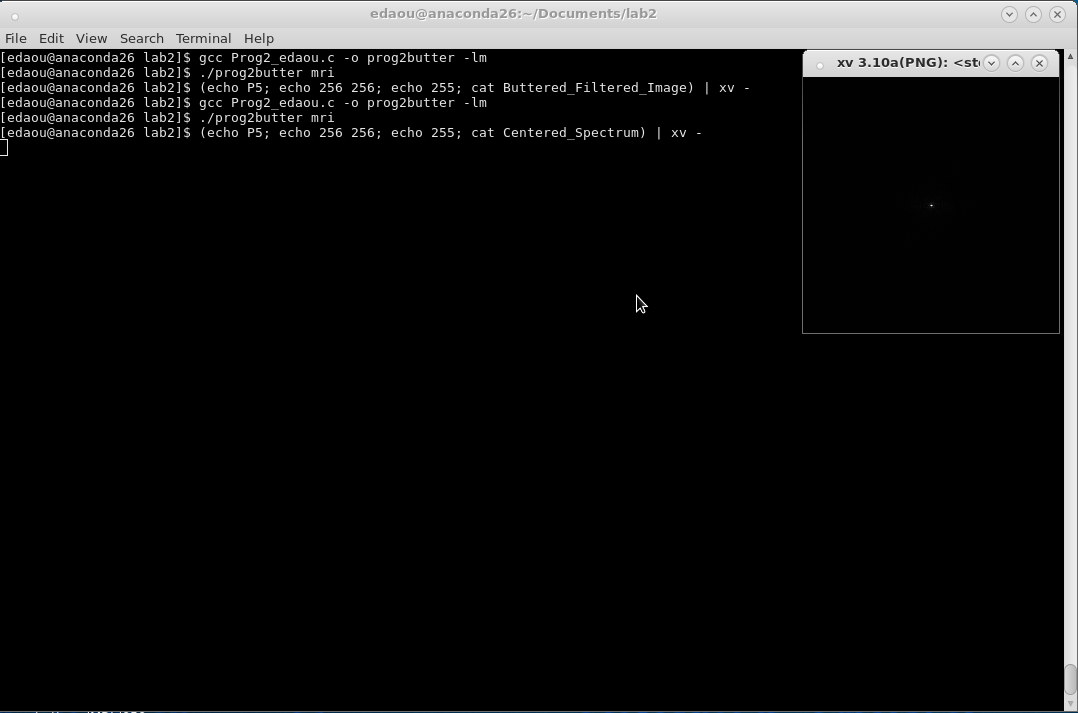 edaou@anaconda26:~/Documents/lab2
File Edit View Search Terminal Help
[edaou@anaconda26 lab2]$ gcc Prog2_edaou.c -o prog2butter -lm
[edaou@anaconda26 lab2]$ ./prog2butter mri
[edaou@anaconda26 lab2]$ (echo P5; echo 256 256; echo 255; cat Buttered_Filtered_Image) | xv -
[edaou@anaconda26 lab2]$ gcc Prog2_edaou.c -o prog2butter -lm
[edaou@anaconda26 lab2]$ ./prog2butter mri
[edaou@anaconda26 lab2]$ (echo P5; echo 256 256; echo 255; cat Centered_Spectrum) | xv -
xv 3.10a(PNG): <st